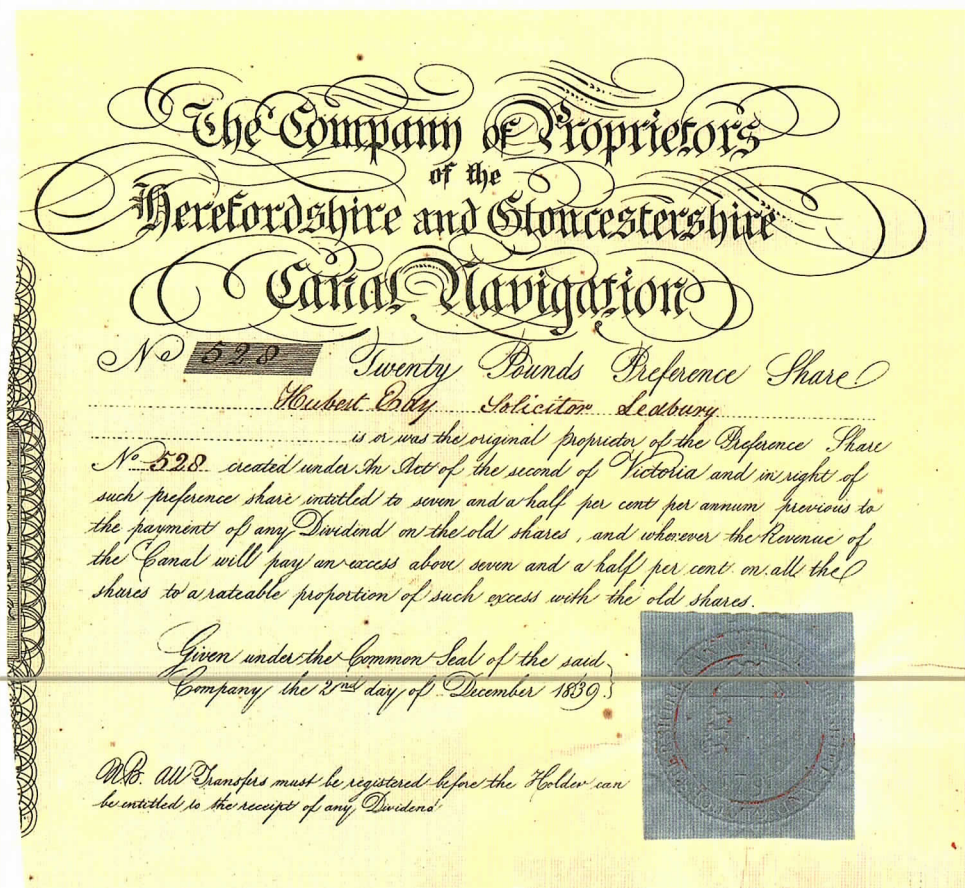 The Company of Proprietors
of the
Herefordshire and Gloucestershire
Canal Navigation
No 528 Twenty Pounds Preference Share
Hubert Solicitor Ledbury
is or was the original proprietor of the Preference Share
No 528 created under An Act of the second of Victoria and in right of
such preference share intitled to seven and a half per cent per annum previous to
the payment of any Dividend on the old shares, and wherever the Revenue of
the Canal will pay an excess above seven and a half per cent on all the
shares to a rateable proportion of such excess with the old shares.
Given under the Common Seal of the said
Company the 2nd day of December 1839.
NB. All Transfers must be registered before the Holder can
be entitled to the receipt of any Dividend